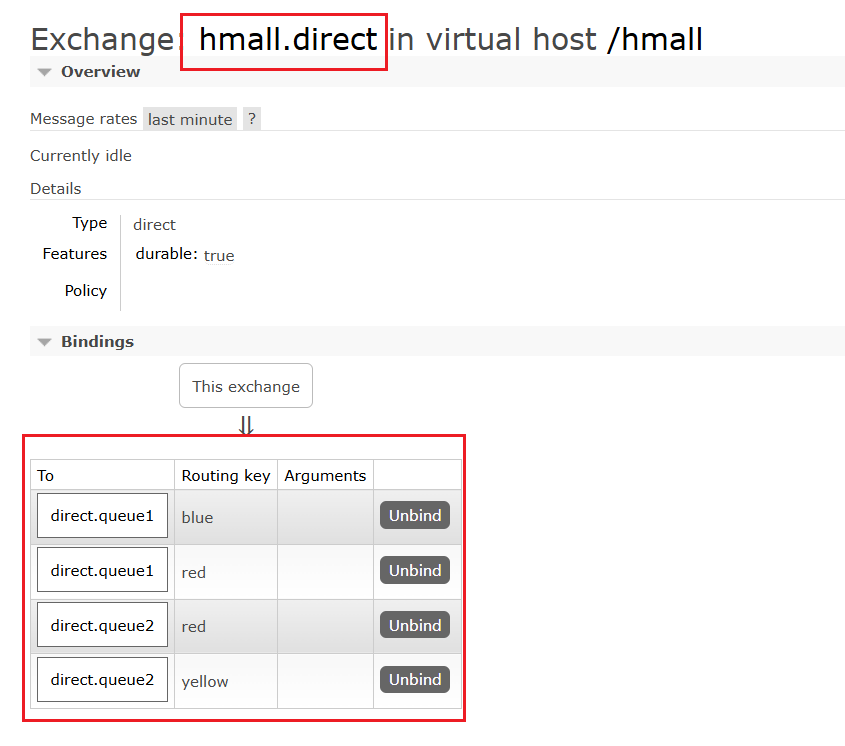 Exchange: hmall.direct in virtual host /hmall
Overview
Message rates last minute ?
Currently idle
Details
Type direct
Features durable: true
Policy
Bindings
This exchange
⇓
To Routing key Arguments
direct.queue1 blue Unbind
direct.queue1 red Unbind
direct.queue2 red Unbind
direct.queue2 yellow Unbind